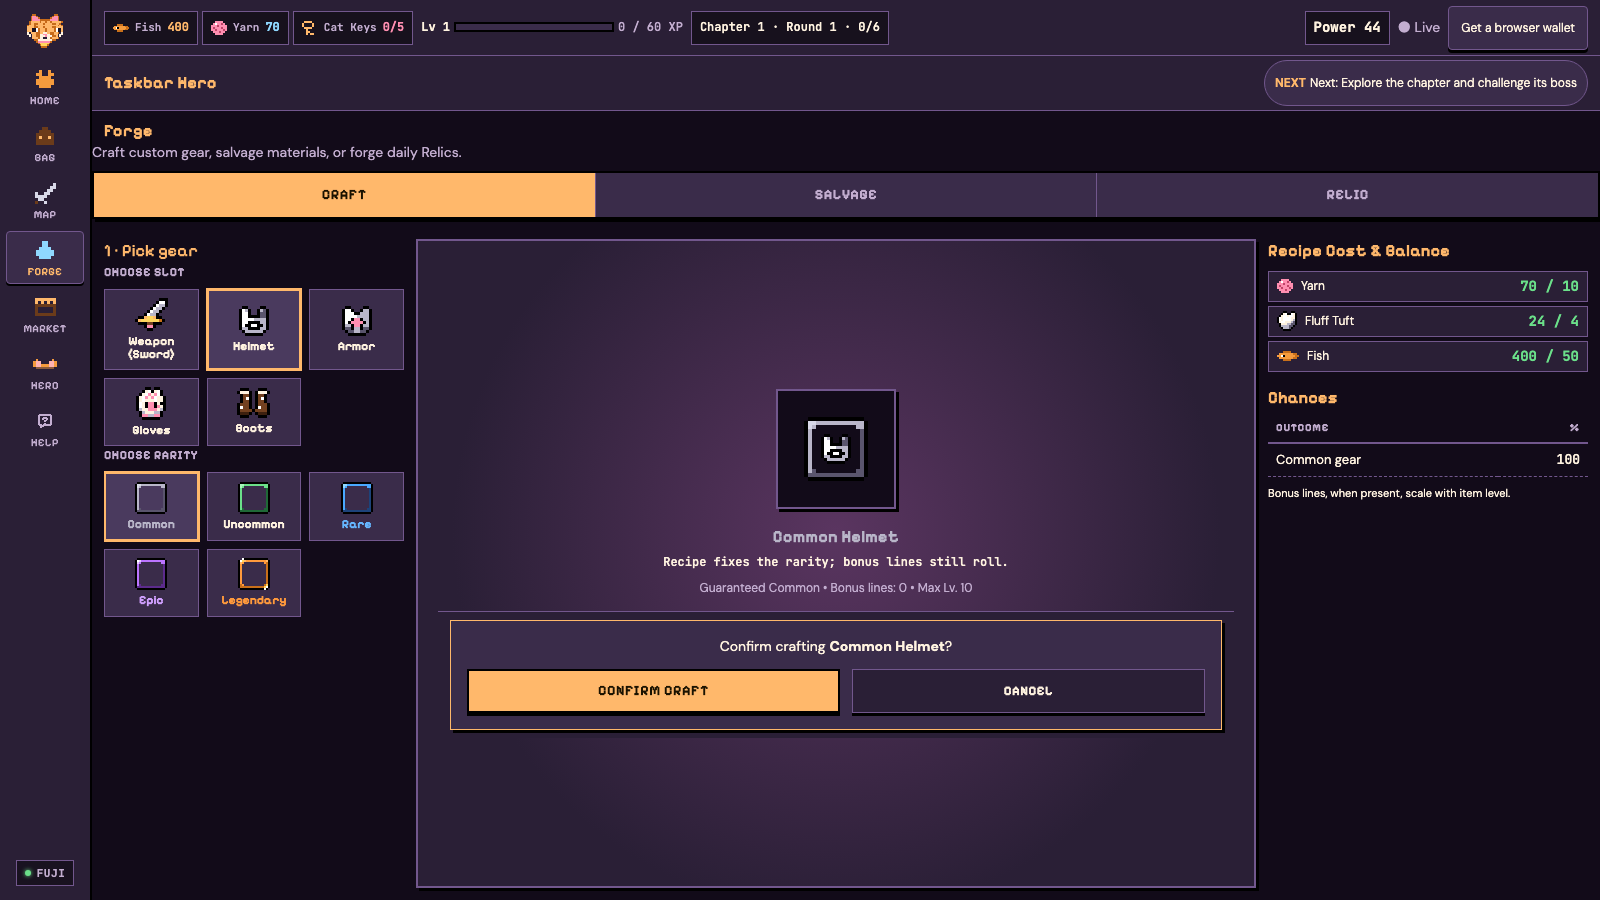 Fish 400
Yarn 70
Cat Keys 0/5
Lv 1
0 / 60 XP
Chapter 1 · Round 1 · 0/6
Power 44
Live
Get a browser wallet
HOME
BAG
MAP
FORGE
MARKET
HERO
HELP
FUJI
Taskbar Hero
NEXT Next: Explore the chapter and challenge its boss
Forge
Craft custom gear, salvage materials, or forge daily Relics.
CRAFT
SALVAGE
RELIC
1 · Pick gear
CHOOSE SLOT
Weapon
(Sword)
Helmet
Armor
Gloves
Boots
CHOOSE RARITY
Common
Uncommon
Rare
Epic
Legendary
Common Helmet
Recipe fixes the rarity; bonus lines still roll.
Guaranteed Common • Bonus lines: 0 • Max Lv. 10
Confirm crafting Common Helmet?
CONFIRM CRAFT
CANCEL
Recipe Cost & Balance
Yarn 70 / 10
Fluff Tuft 24 / 4
Fish 400 / 50
Chances
OUTCOME %
Common gear 100
Bonus lines, when present, scale with item level.